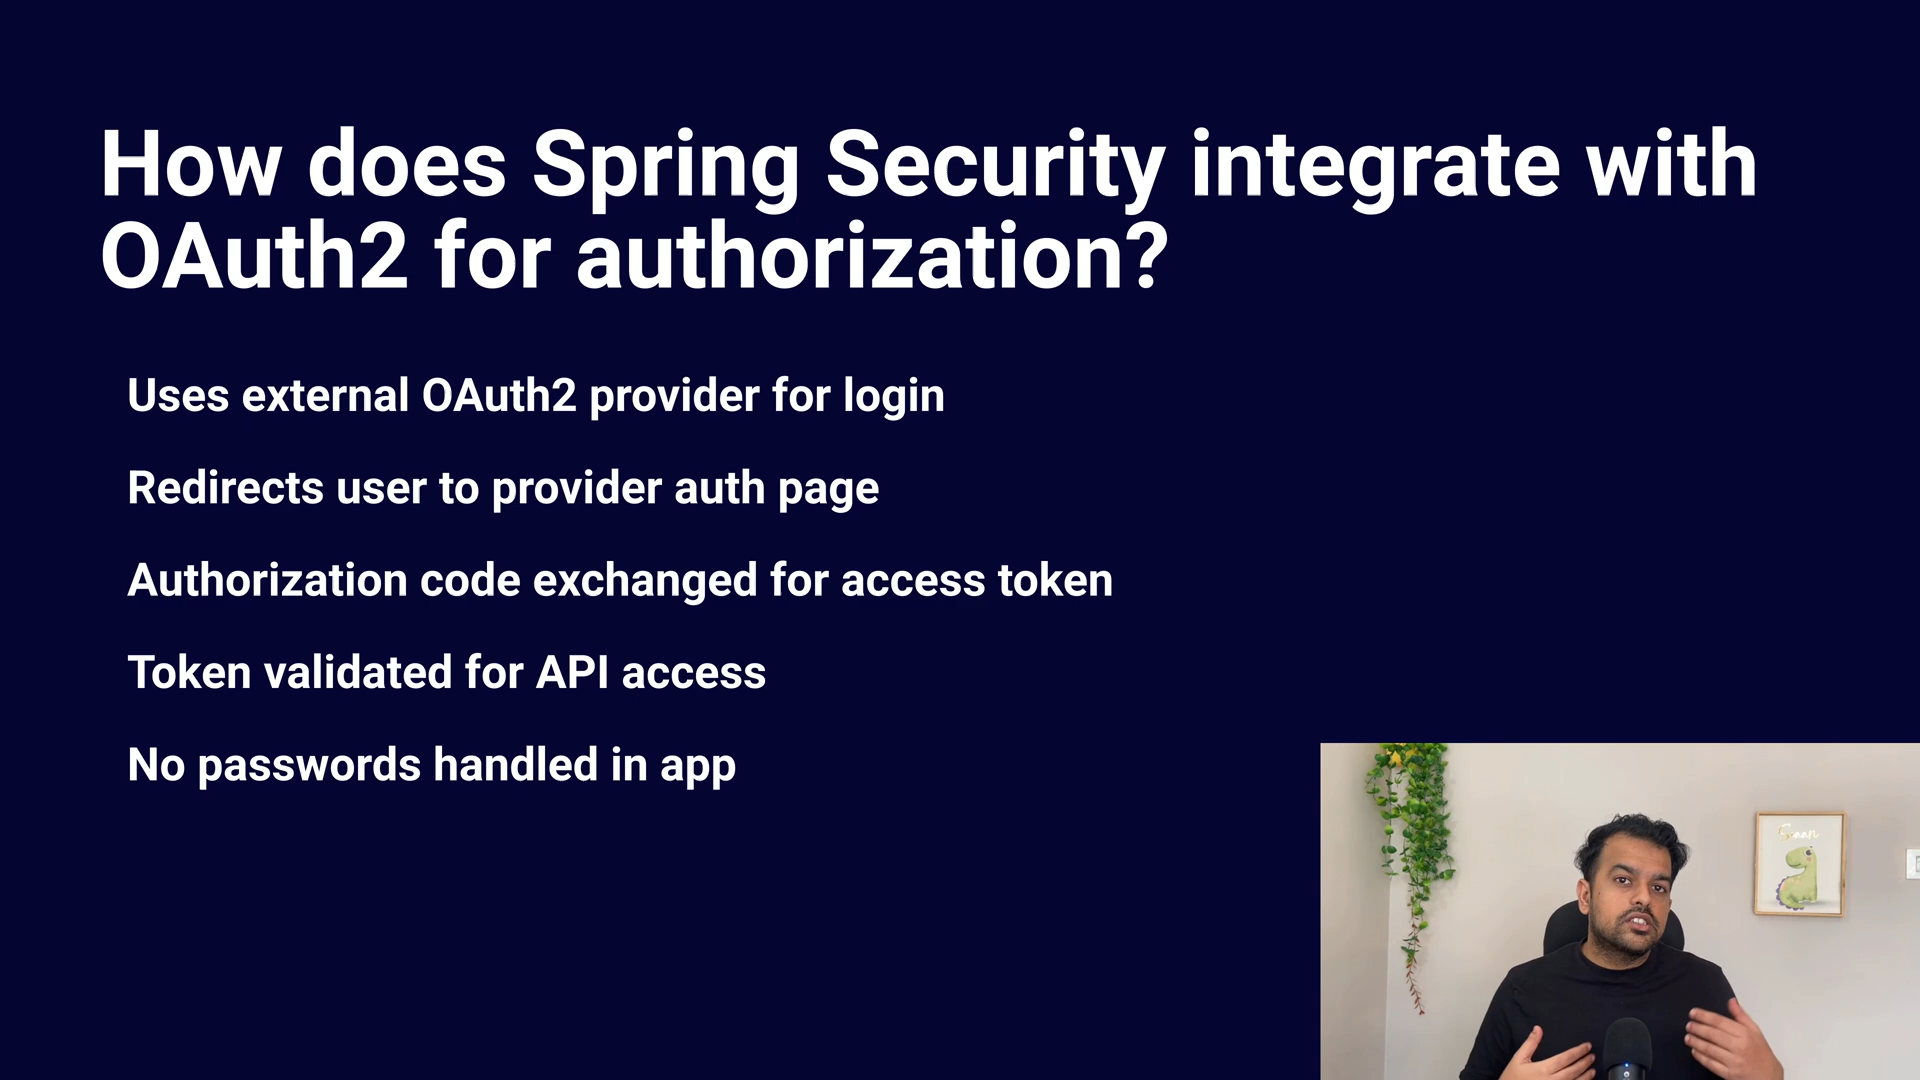 How does Spring Security integrate with
OAuth2 for authorization?
Uses external OAuth2 provider for login
Redirects user to provider auth page
Authorization code exchanged for access token
Token validated for API access
No passwords handled in app